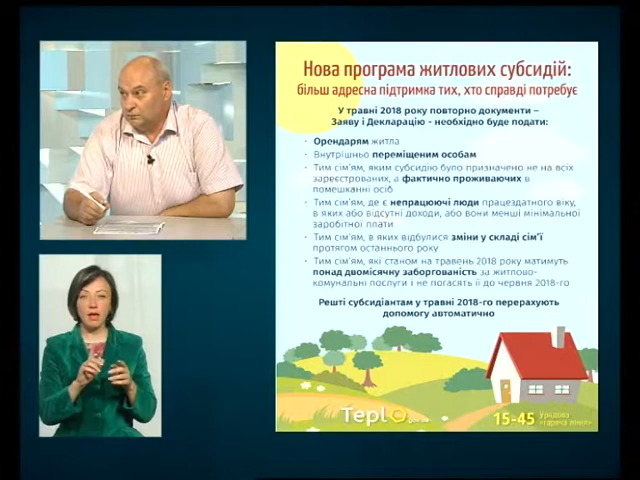 Нова програма житлових субсидій:
більш адресна підтримка тих, хто справді потребує
У травні 2018 року повторно документи –
Заяву і Декларацію - необхідно буде подати:
· Орендарям житла
· Внутрішньо переміщеним особам
· Тим сім'ям, яким субсидію було призначено не на всіх
зареєстрованих, а фактично проживаючих в
помешканні осіб
· Тим сім'ям, де є непрацюючі люди працездатного віку,
в яких або відсутні доходи, або вони менші мінімальної
заробітної плати
· Тим сім'ям, в яких відбулися зміни у складі сім'ї
протягом останнього року
· Тим сім'ям, які станом на травень 2018 року матимуть
понад двомісячну заборгованість за житлово-
комунальні послуги і не погасять її до червня 2018-го
Решті субсидіантам у травні 2018-го перерахують
допомогу автоматично
Teplo.gov.ua
15-45 Урядова
«гаряча лінія»